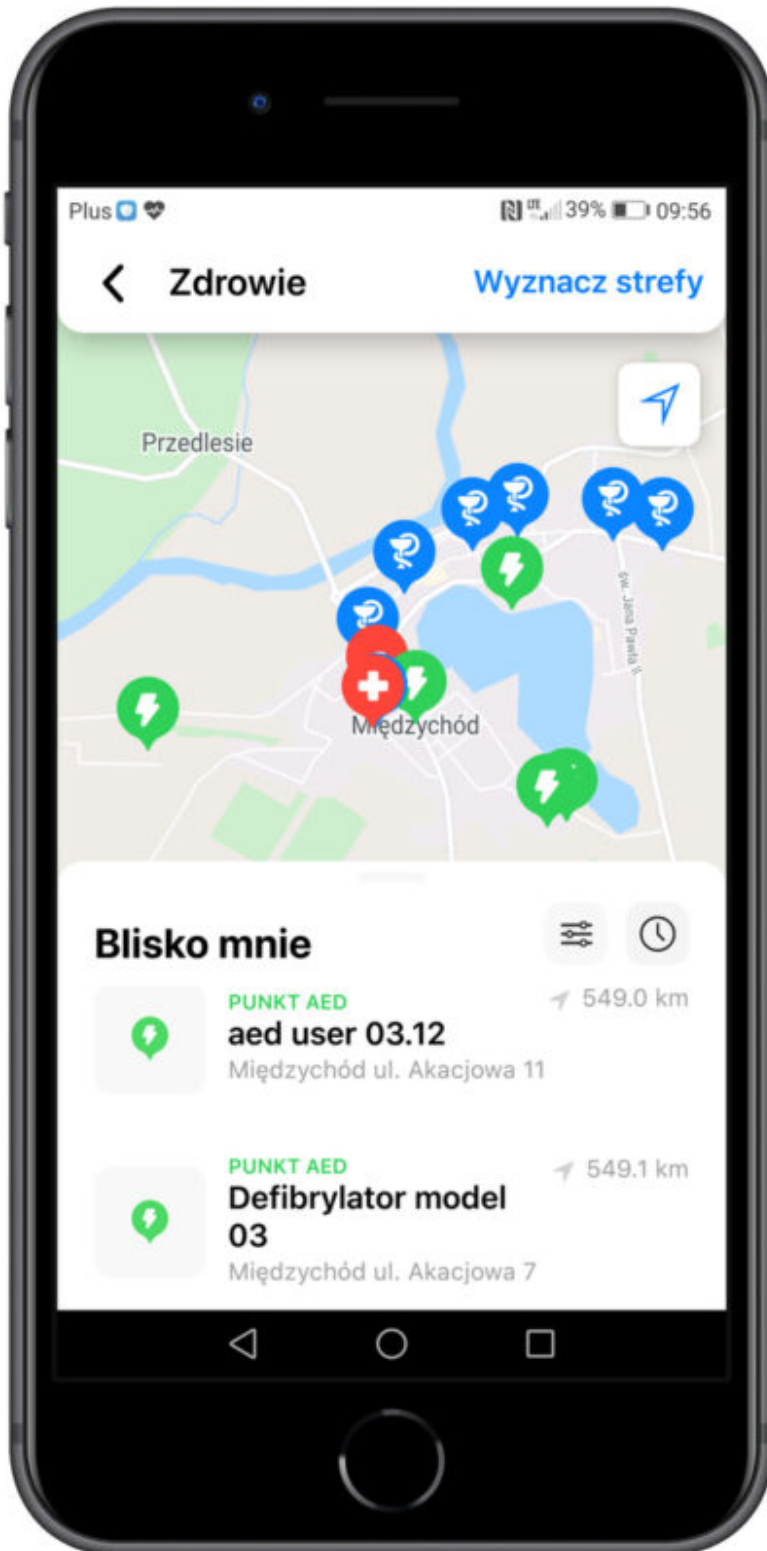 Plus
39%
09:56
Zdrowie
Wyznacz strefy
Przedlesie
św. Jana Pawła II
Międzychód
Blisko mnie
PUNKT AED
549.0 km
aed user 03.12
Międzychód ul. Akacjowa 11
PUNKT AED
549.1 km
Defibrylator model
03
Międzychód ul. Akacjowa 7